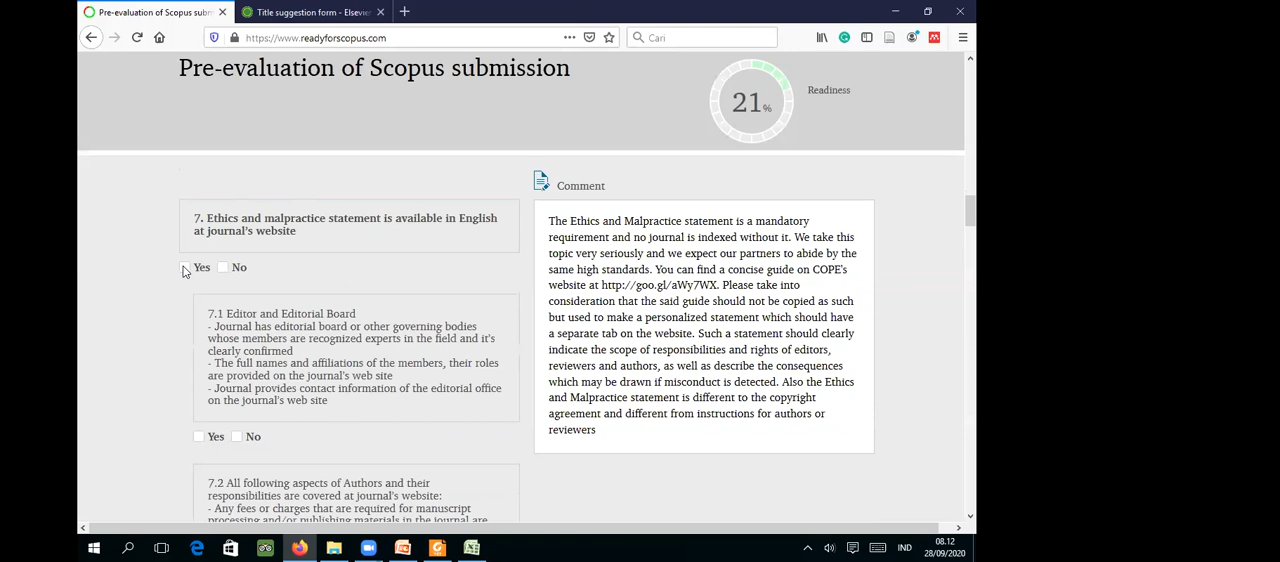 Pre-evaluation of Scopus subm
Title suggestion form - Elsevier
https://www.readyforscopus.com
Cari
Pre-evaluation of Scopus submission
21%
Readiness
Comment
7. Ethics and malpractice statement is available in English
at journal's website
Yes No
The Ethics and Malpractice statement is a mandatory
requirement and no journal is indexed without it. We take this
topic very seriously and we expect our partners to abide by the
same high standards. You can find a concise guide on COPE's
website at http://goo.gl/aWy7WX. Please take into
consideration that the said guide should not be copied as such
but used to make a personalized statement which should have
a separate tab on the website. Such a statement should clearly
indicate the scope of responsibilities and rights of editors,
reviewers and authors, as well as describe the consequences
which may be drawn if misconduct is detected. Also the Ethics
and Malpractice statement is different to the copyright
agreement and different from instructions for authors or
reviewers
7.1 Editor and Editorial Board
- Journal has editorial board or other governing bodies
whose members are recognized experts in the field and it's
clearly confirmed
- The full names and affiliations of the members, their roles
are provided on the journal's web site
- Journal provides contact information of the editorial office
on the journal's web site
Yes No
7.2 All following aspects of Authors and their
responsibilities are covered at journal's website:
- Any fees or charges that are required for manuscript
processing and/or publishing materials in the journal are
IND
08.12
28/09/2020